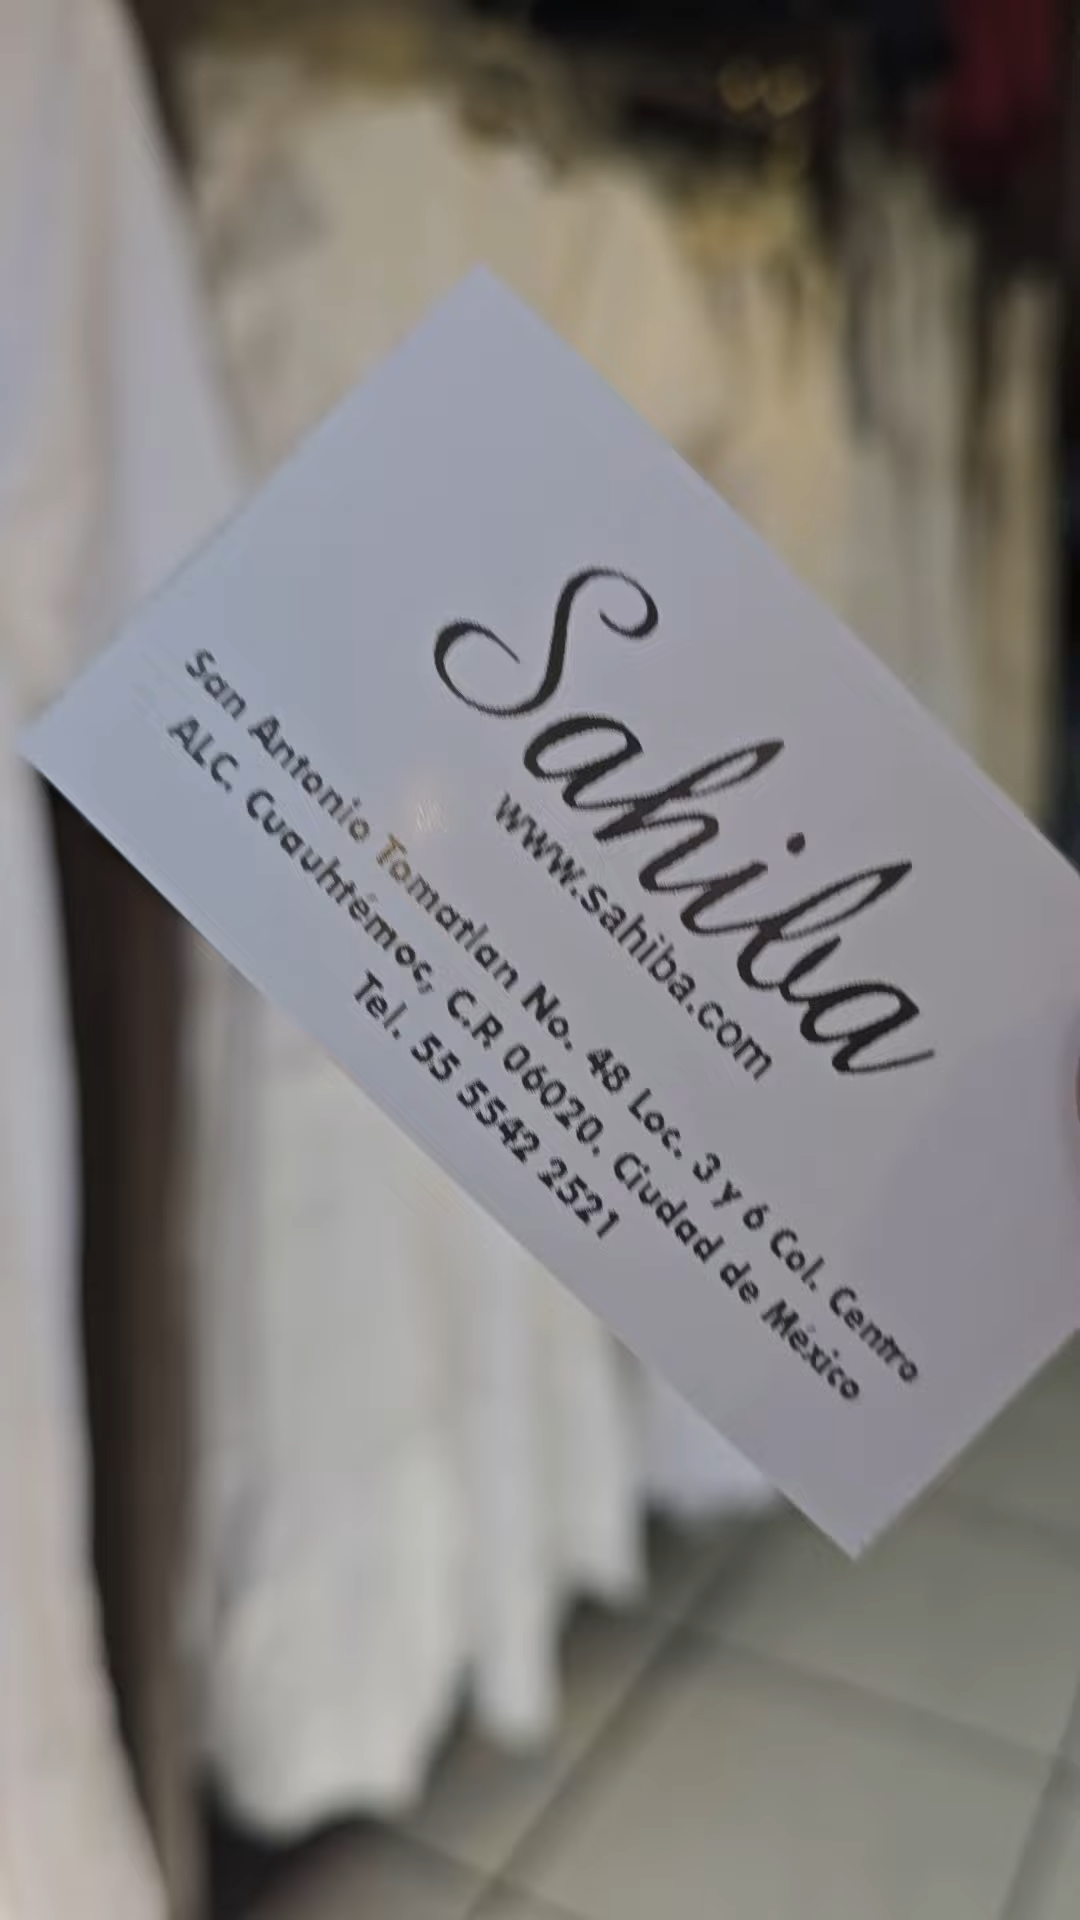 Sahiba
www.sahiba.com
San Antonio Tomatlan No. 48 Loc. 3 y 6 Col. Centro
ALC. Cuauhtémoc, C.P. 06020. Ciudad de México
Tel. 55 5542 2521